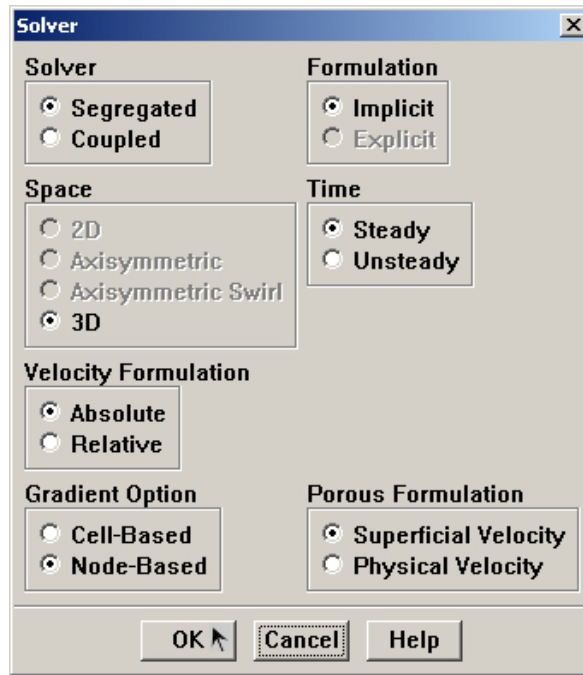 Solver
Solver
Segregated
Coupled
Formulation
Implicit
Explicit
Space
2D
Axisymmetric
Axisymmetric Swirl
3D
Time
Steady
Unsteady
Velocity Formulation
Absolute
Relative
Gradient Option
Cell-Based
Node-Based
Porous Formulation
Superficial Velocity
Physical Velocity
OK
Cancel
Help